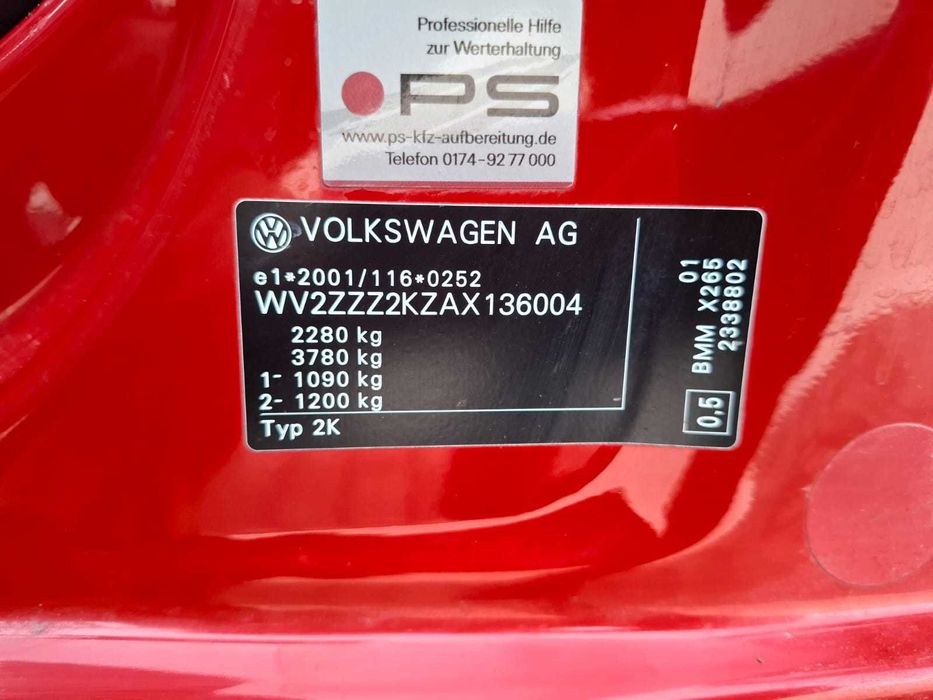 Professionelle Hilfe
zur Werterhaltung
PS
www.ps-kfz-aufbereitung.de
Telefon 0174-92 77 000
VOLKSWAGEN AG
e1*2001/116*0252
WV2ZZZ2KZAX136004
2280 kg
3780 kg
1- 1090 kg
2- 1200 kg
Typ 2K
01
BMM X265
2338802
0,5